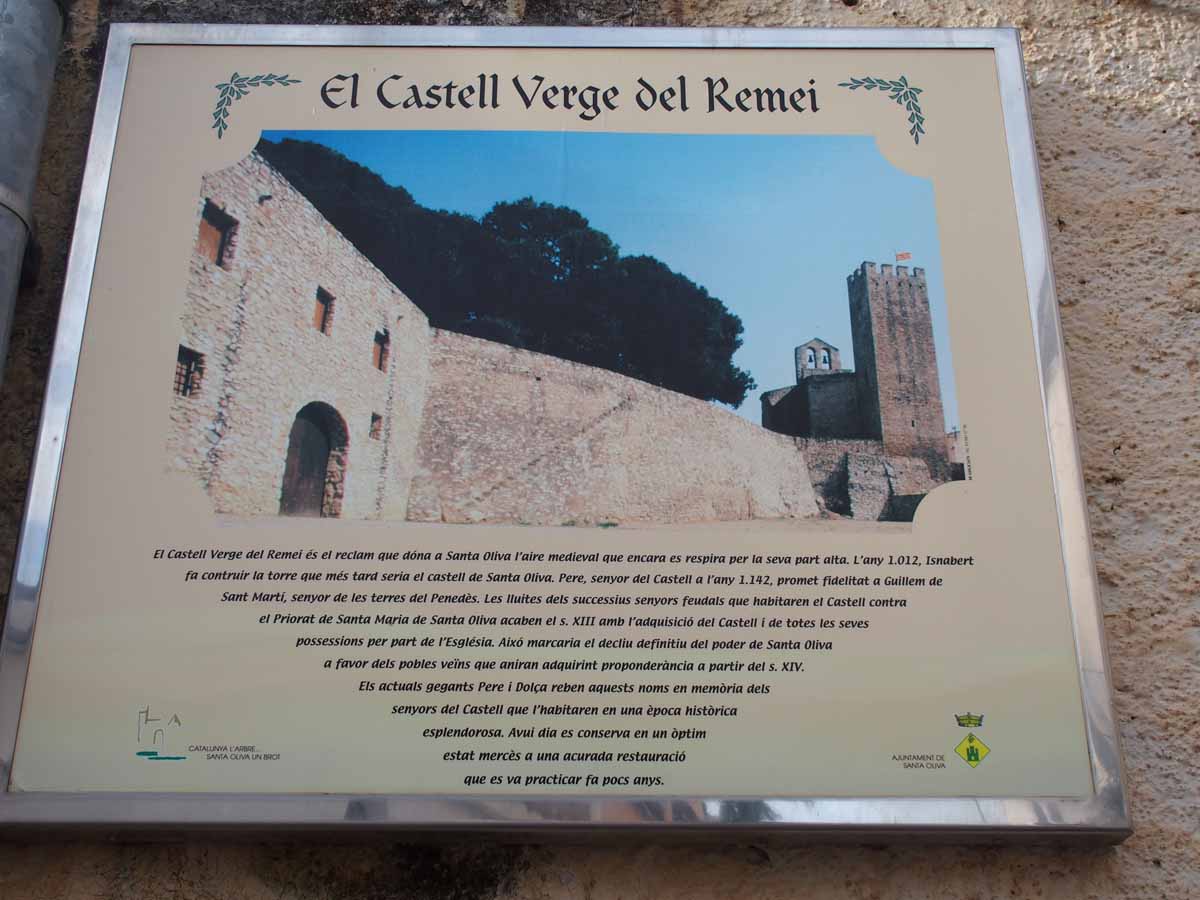 El Castell Verge del Remei
El Castell Verge del Remei és el reclam que dóna a Santa Oliva l'aire medieval que encara es respira per la seva part alta. L'any 1.012, Isnabert
fa contruir la torre que més tard seria el castell de Santa Oliva. Pere, senyor del Castell a l'any 1.142, promet fidelitat a Guillem de
Sant Martí, senyor de les terres del Penedès. Les lluites dels successius senyors feudals que habitaren el Castell contra
el Priorat de Santa Maria de Santa Oliva acaben el s. XIII amb l'adquisició del Castell i de totes les seves
possessions per part de l'Església. Aixó marcaria el decliu definitiu del poder de Santa Oliva
a favor dels pobles veïns que aniran adquirint proponderància a partir del s. XIV.
Els actuals gegants Pere i Dolça reben aquests noms en memòria dels
senyors del Castell que l'habitaren en una època històrica
esplendorosa. Avui dia es conserva en un òptim
estat mercès a una acurada restauració
que es va practicar fa pocs anys.
CATALUNYA L'ARBRE...
SANTA OLIVA UN BROT
AJUNTAMENT DE
SANTA OLIVA